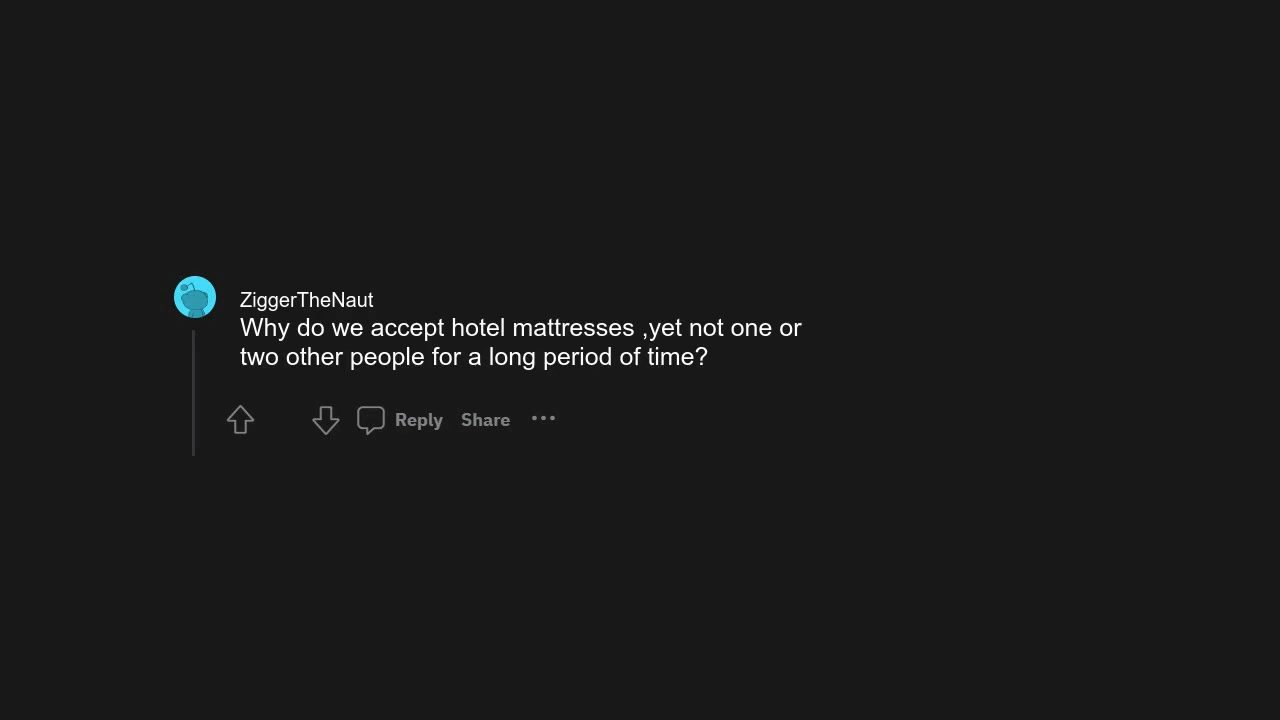 ZiggerTheNaut
Why do we accept hotel mattresses ,yet not one or
two other people for a long period of time?
Reply Share